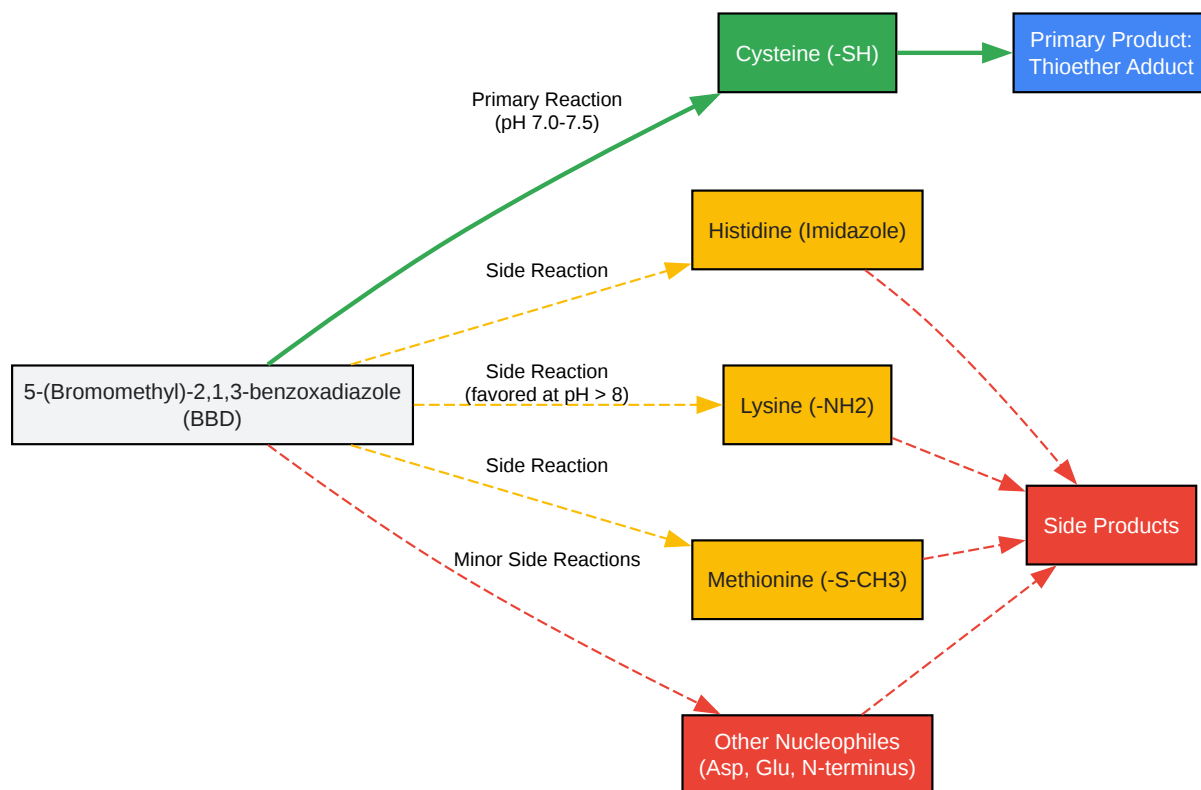 Cysteine (-SH)
Primary Product:
Thioether Adduct
Primary Reaction
(pH 7.0-7.5)
Histidine (Imidazole)
Side Reaction
5-(Bromomethyl)-2,1,3-benzoxadiazole
(BBD)
Side Reaction
(favored at pH > 8)
Lysine (-NH2)
Side Reaction
Side Products
Minor Side Reactions
Methionine (-S-CH3)
Other Nucleophiles
(Asp, Glu, N-terminus)